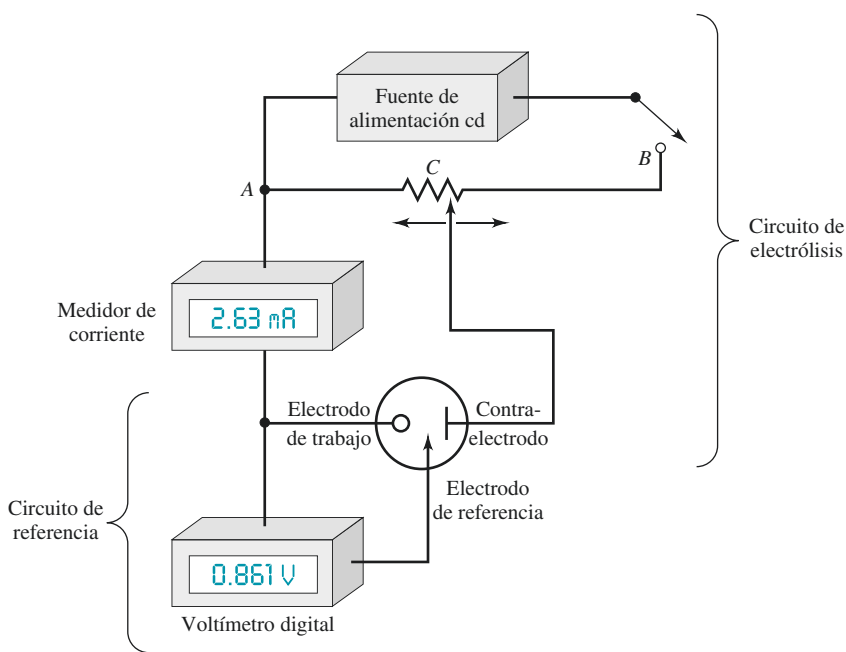 Fuente de
alimentación cd
B
C
A
Circuito de
electrólisis
Medidor de
corriente
2.63 mA
Electrodo
de trabajo
Contra-
electrodo
Electrodo
de referencia
Circuito de
referencia
0.861 V
Voltímetro digital